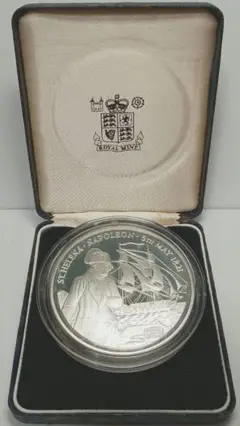 ROYAL MINT
ST. HELENA · NAPOLEON · 5TH MAY 1821